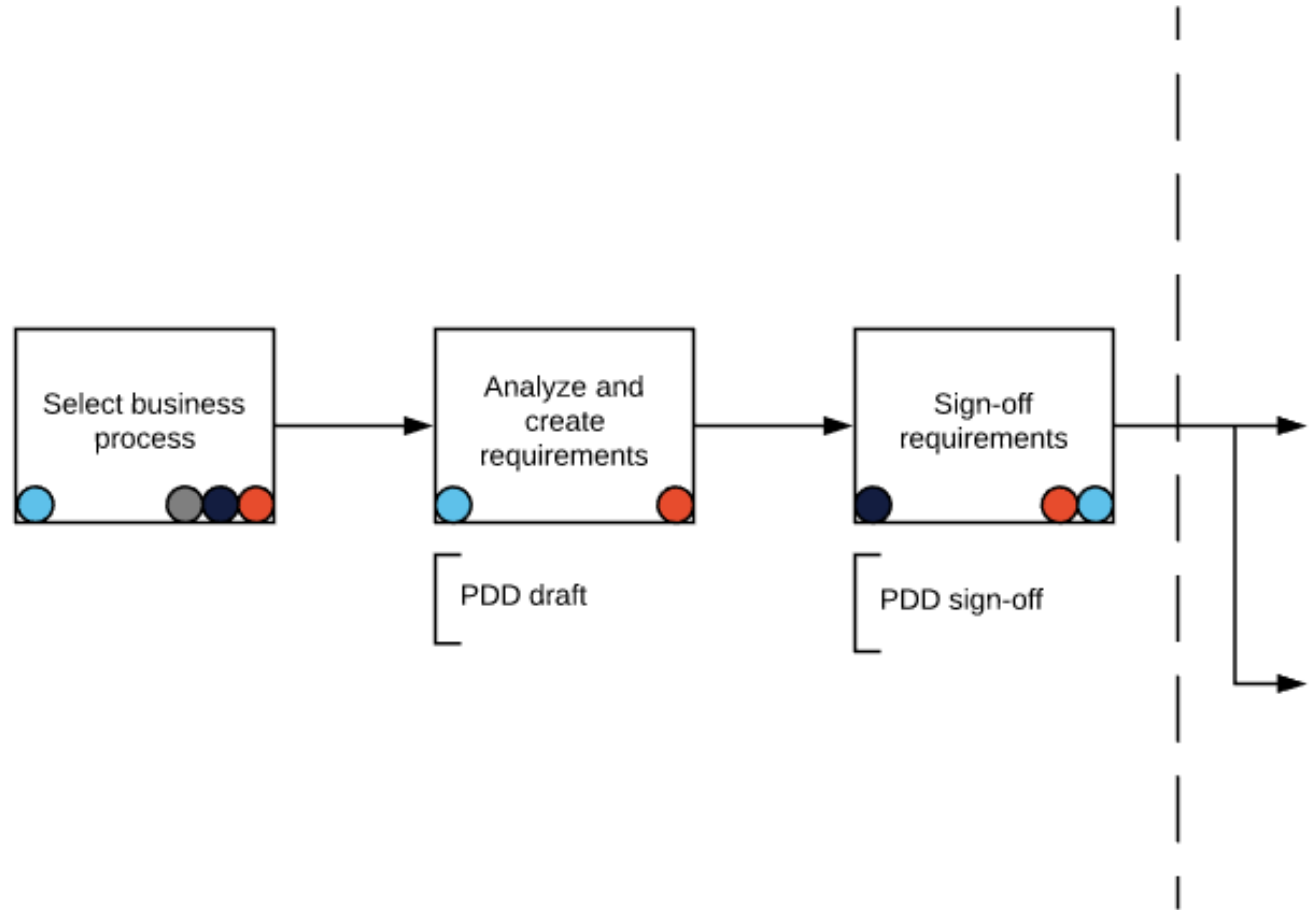 Select business
process
Analyze and
create
requirements
Sign-off
requirements
PDD draft
PDD sign-off